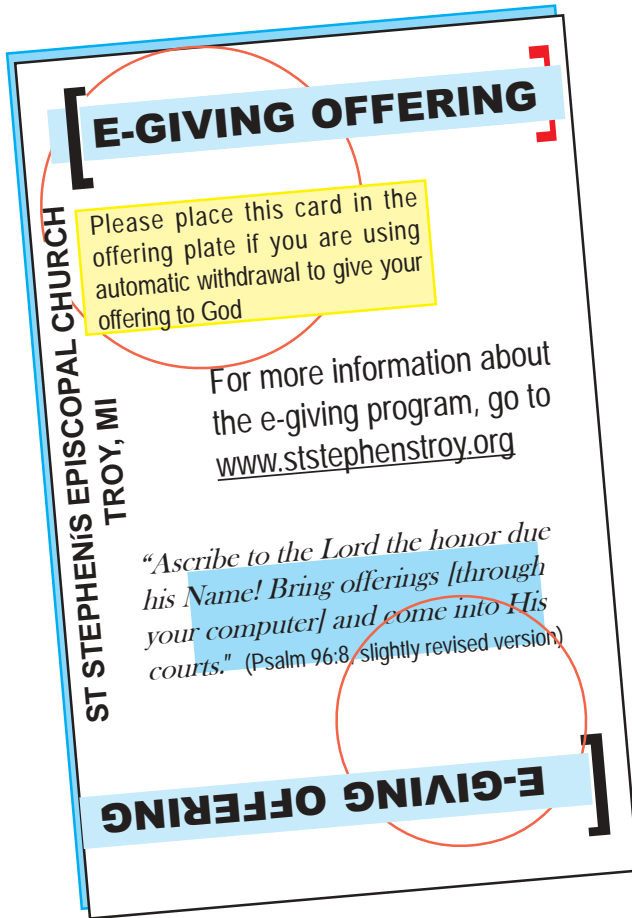 E-GIVING OFFERING
Please place this card in the
offering plate if you are using
automatic withdrawal to give your
offering to God
ST STEPHENíS EPISCOPAL CHURCH
TROY, MI
For more information about
the e-giving program, go to
www.ststephenstroy.org
“Ascribe to the Lord the honor due
his Name! Bring offerings [through
your computer] and come into His
courts.” (Psalm 96:8, slightly revised version)
E-GIVING OFFERING